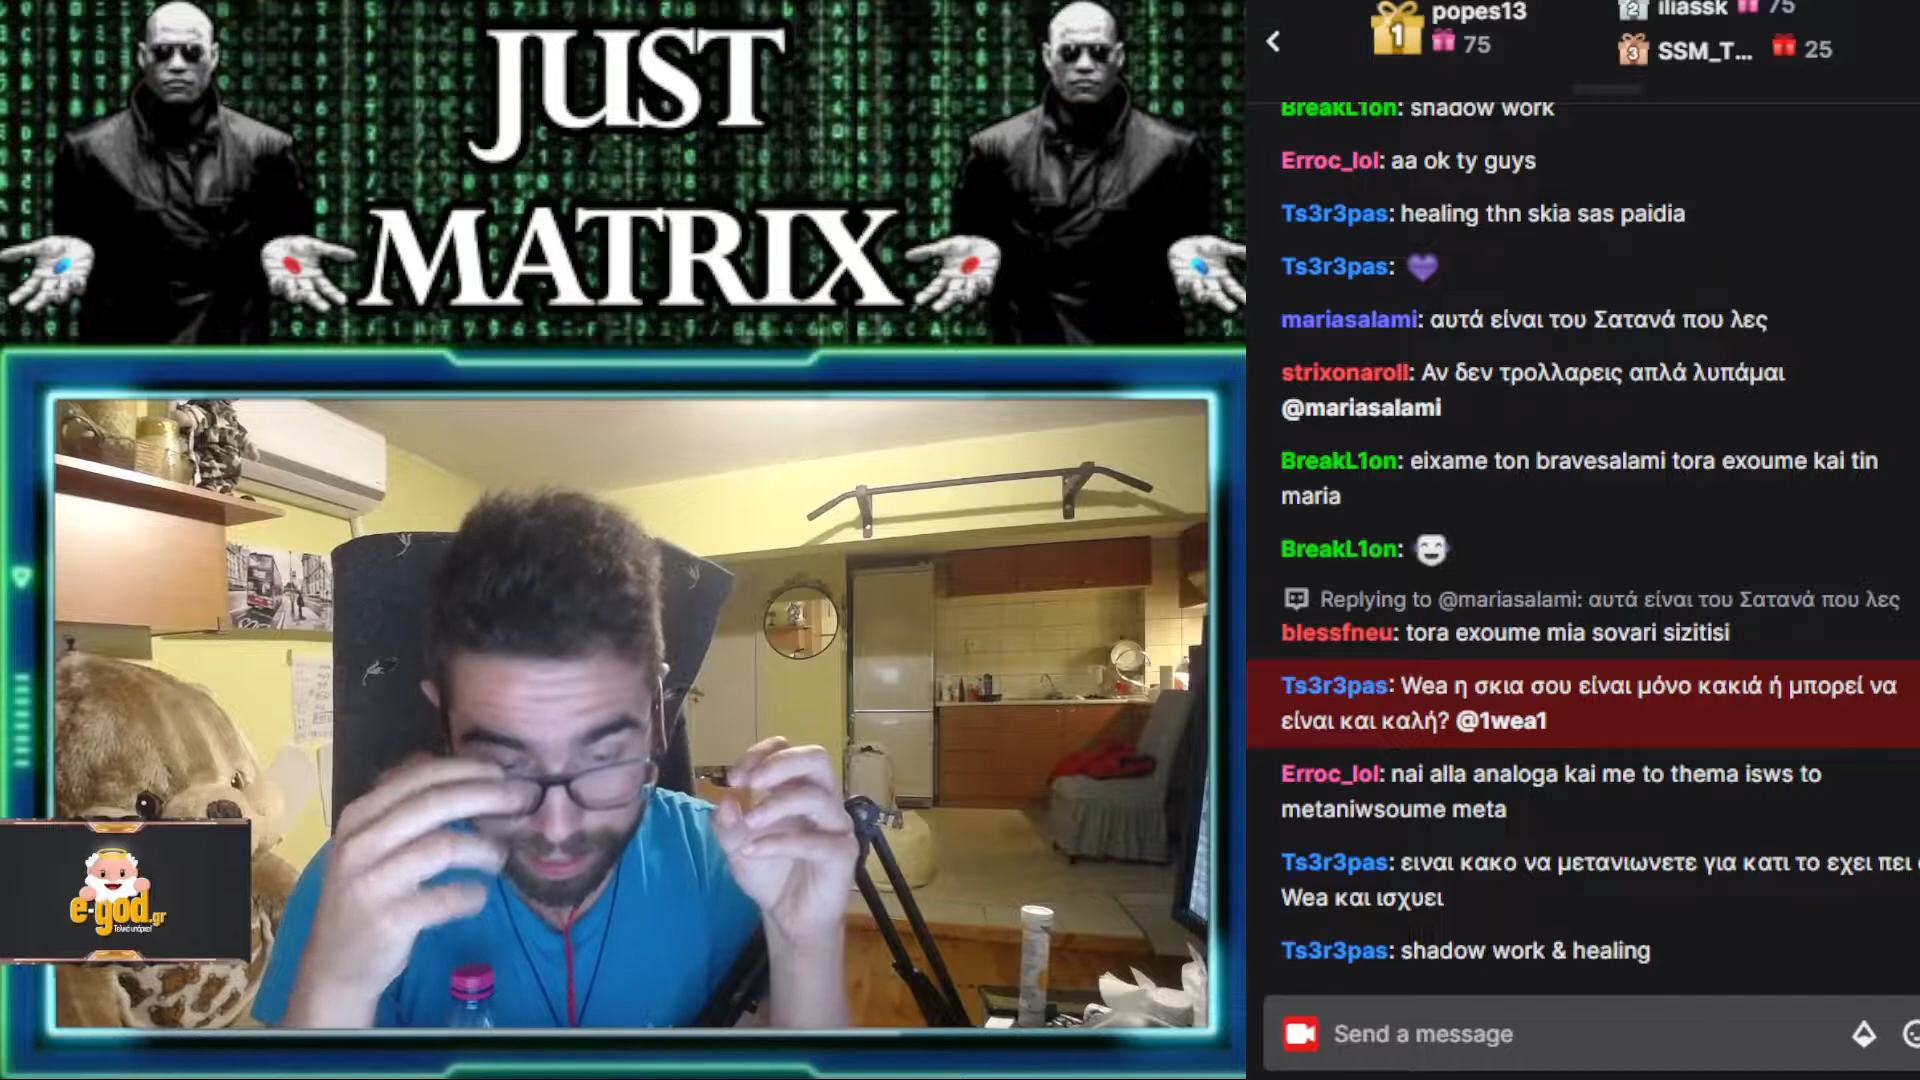 JUST
MATRIX
e-god.gr
Τελικά υπάρχει!
popes13
75
iliassk 75
SSM_T... 25
BreakL1on: shadow work
Erroc_lol: aa ok ty guys
Ts3r3pas: healing thn skia sas paidia
Ts3r3pas: 💜
mariasalami: αυτά είναι του Σατανά που λες
strixonaroll: Αν δεν τρολλαρεις απλά λυπάμαι
@mariasalami
BreakL1on: eixame ton bravesalami tora exoume kai tin
maria
BreakL1on:
Replying to @mariasalami: αυτά είναι του Σατανά που λες
blessfneu: tora exoume mia sovari sizitisi
Ts3r3pas: Wea η σκια σου είναι μόνο κακιά ή μπορεί να
είναι και καλή? @1wea1
Erroc_lol: nai alla analoga kai me to thema isws to
metaniwsoume meta
Ts3r3pas: ειναι κακο να μετανιωνετε για κατι το εχει πει
Wea και ισχυει
Ts3r3pas: shadow work & healing
Send a message